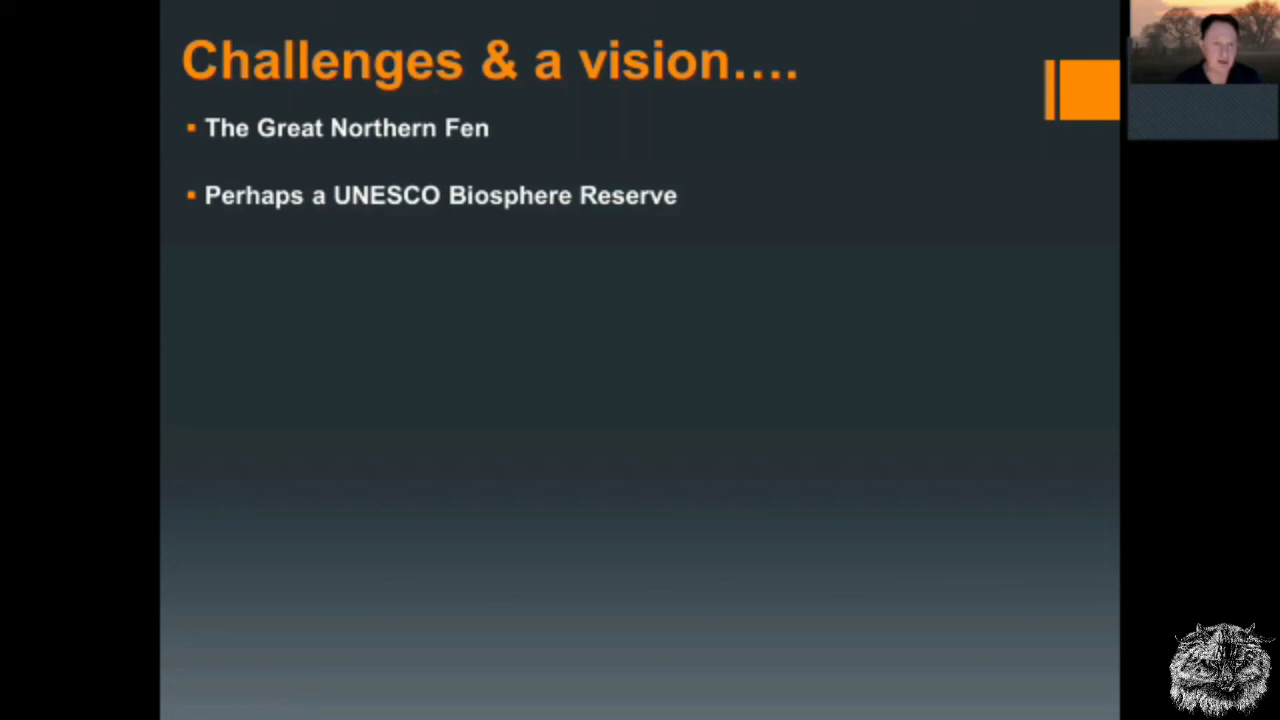 Challenges & a vision….
The Great Northern Fen
Perhaps a UNESCO Biosphere Reserve